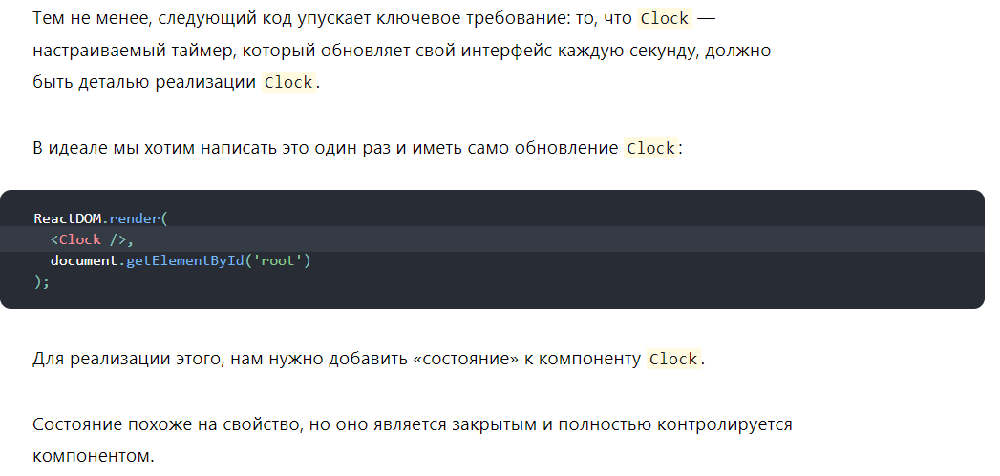 Тем не менее, следующий код упускает ключевое требование: то, что Clock —
настраиваемый таймер, который обновляет свой интерфейс каждую секунду, должно
быть деталью реализации Clock.
В идеале мы хотим написать это один раз и иметь само обновление Clock:
ReactDOM.render(
  <Clock />,
  document.getElementById('root')
);
Для реализации этого, нам нужно добавить «состояние» к компоненту Clock.
Состояние похоже на свойство, но оно является закрытым и полностью контролируется
компонентом.